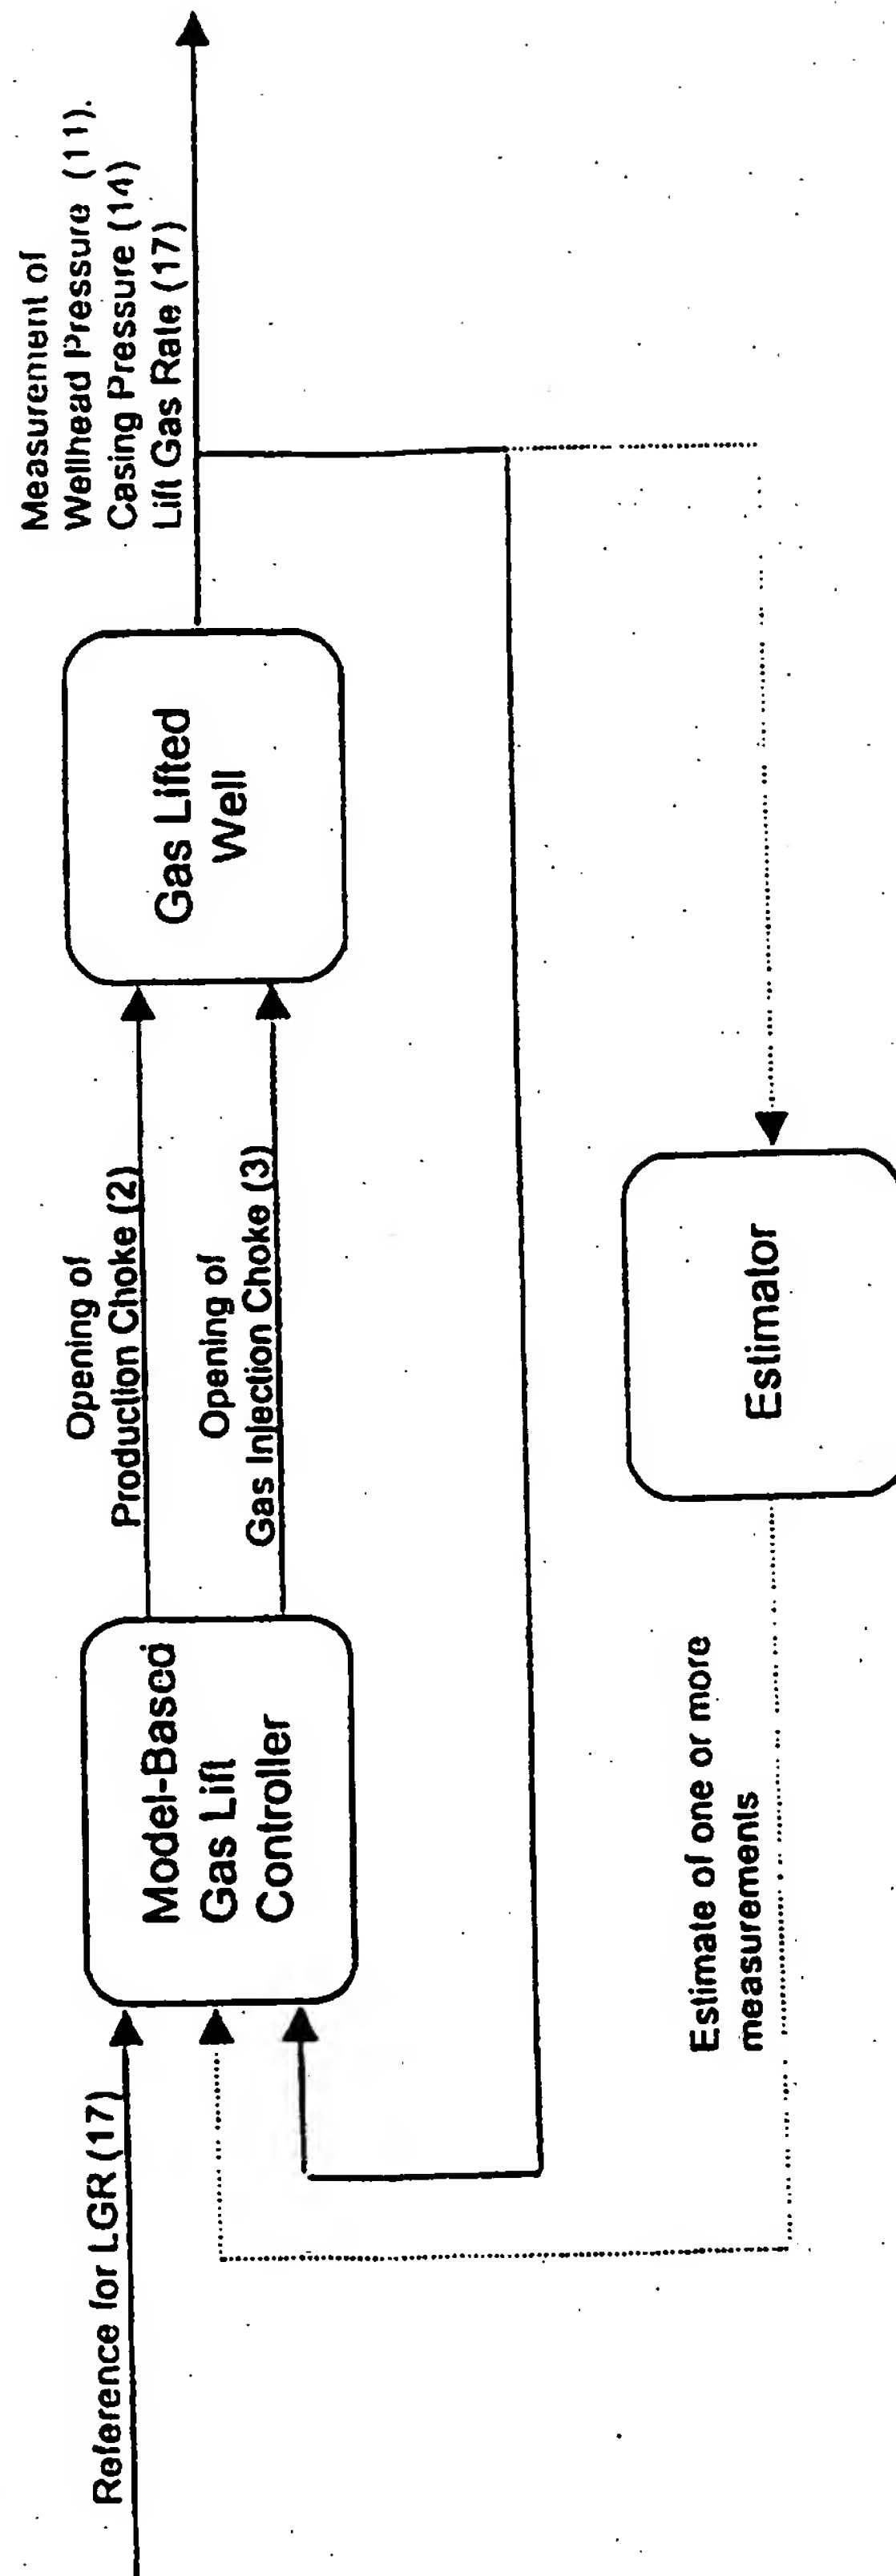 Reference for LGR (17)
Model-Based
Gas Lift
Controller
Opening of
Production Choke (2)
Opening of
Gas Injection Choke (3)
Gas Lifted
Well
Measurement of
Wellhead Pressure (11).
Casing Pressure (14)
Lift Gas Rate (17)
Estimate of one or more
measurements
Estimator